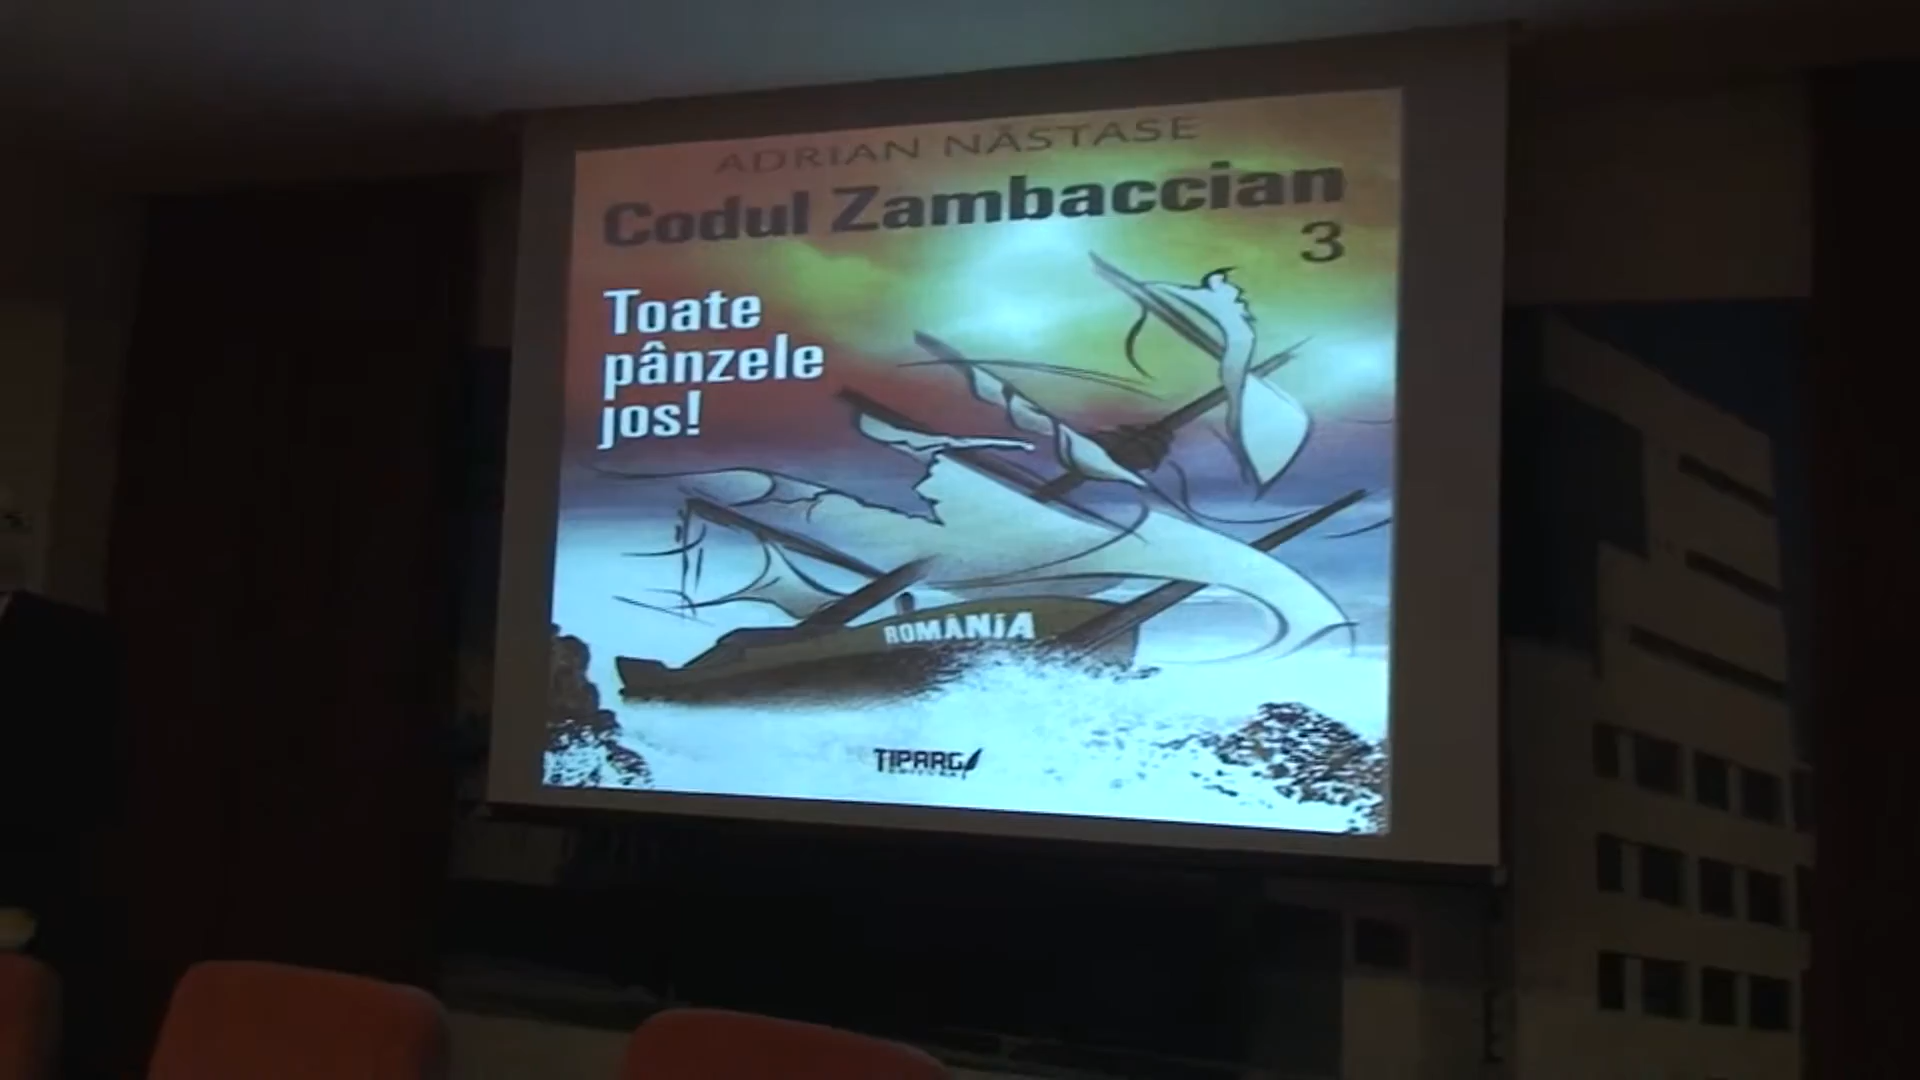 ADRIAN NĂSTASE
Codul Zambaccian
3
Toate
pânzele
jos!
ROMÂNiA
TIPARG